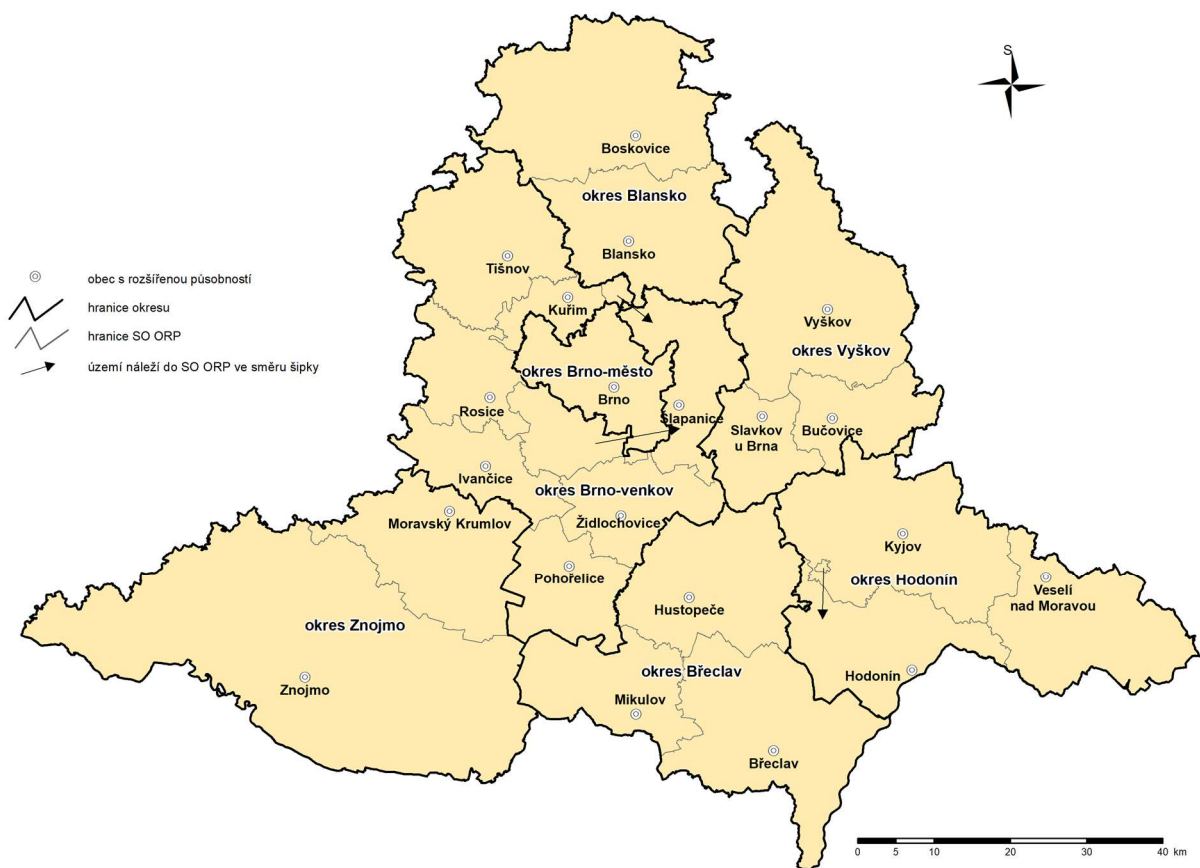 S
Boskovice
okres Blansko
Blansko
Tišnov
Kuřim
Vyškov
okres Vyškov
okres Brno-město
Brno
Rosice
Šlapanice
Slavkov
u Brna
Bučovice
Ivančice
okres Brno-venkov
Moravský Krumlov
Židlochovice
Kyjov
Pohořelice
okres Hodonín
Veselí
nad Moravou
Hustopeče
okres Znojmo
okres Břeclav
Hodonín
Znojmo
Mikulov
Břeclav
obec s rozšířenou působností
hranice okresu
hranice SO ORP
území náleží do SO ORP ve směru šipky
0 5 10 20 30 40 km